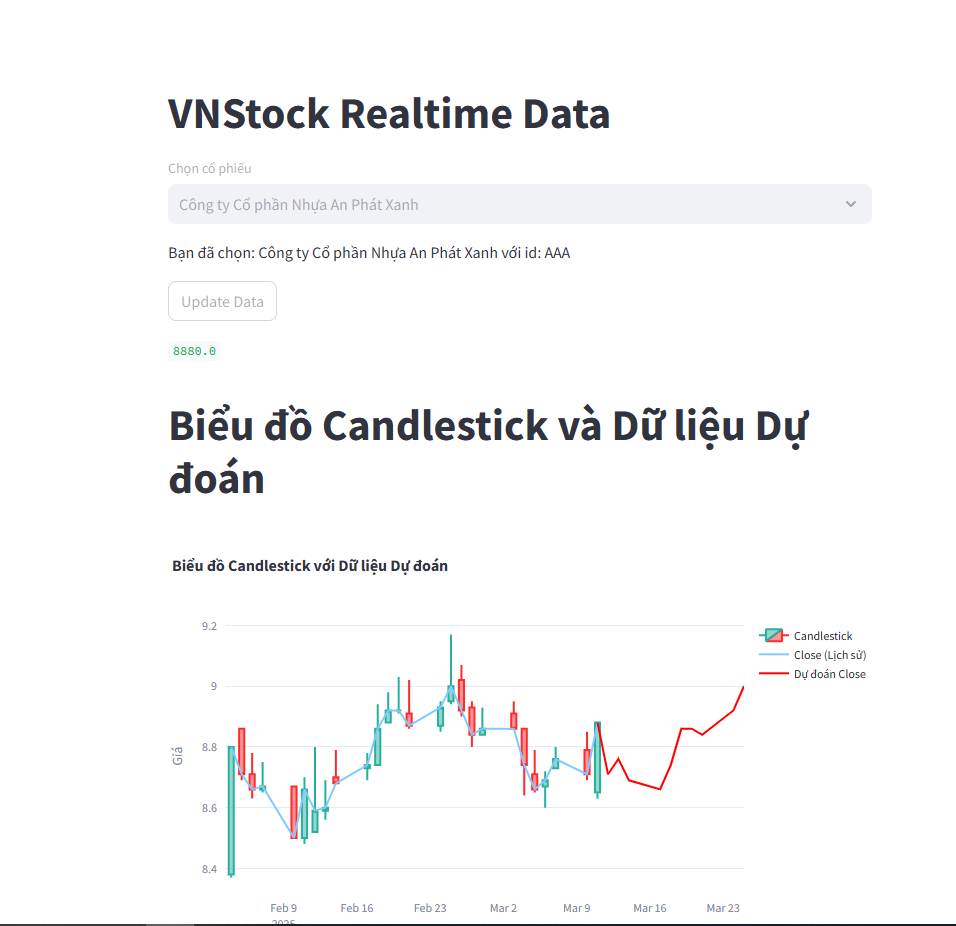 VNStock Realtime Data
Chọn cổ phiếu
Công ty Cổ phần Nhựa An Phát Xanh
Bạn đã chọn: Công ty Cổ phần Nhựa An Phát Xanh với id: AAA
Update Data
8880.0
Biểu đồ Candlestick và Dữ liệu Dự
đoán
Biểu đồ Candlestick với Dữ liệu Dự đoán
9.2
9
8.8
8.6
8.4
Giá
Candlestick
Close (Lịch sử)
Dự đoán Close
Feb 9
2025
Feb 16
Feb 23
Mar 2
Mar 9
Mar 16
Mar 23